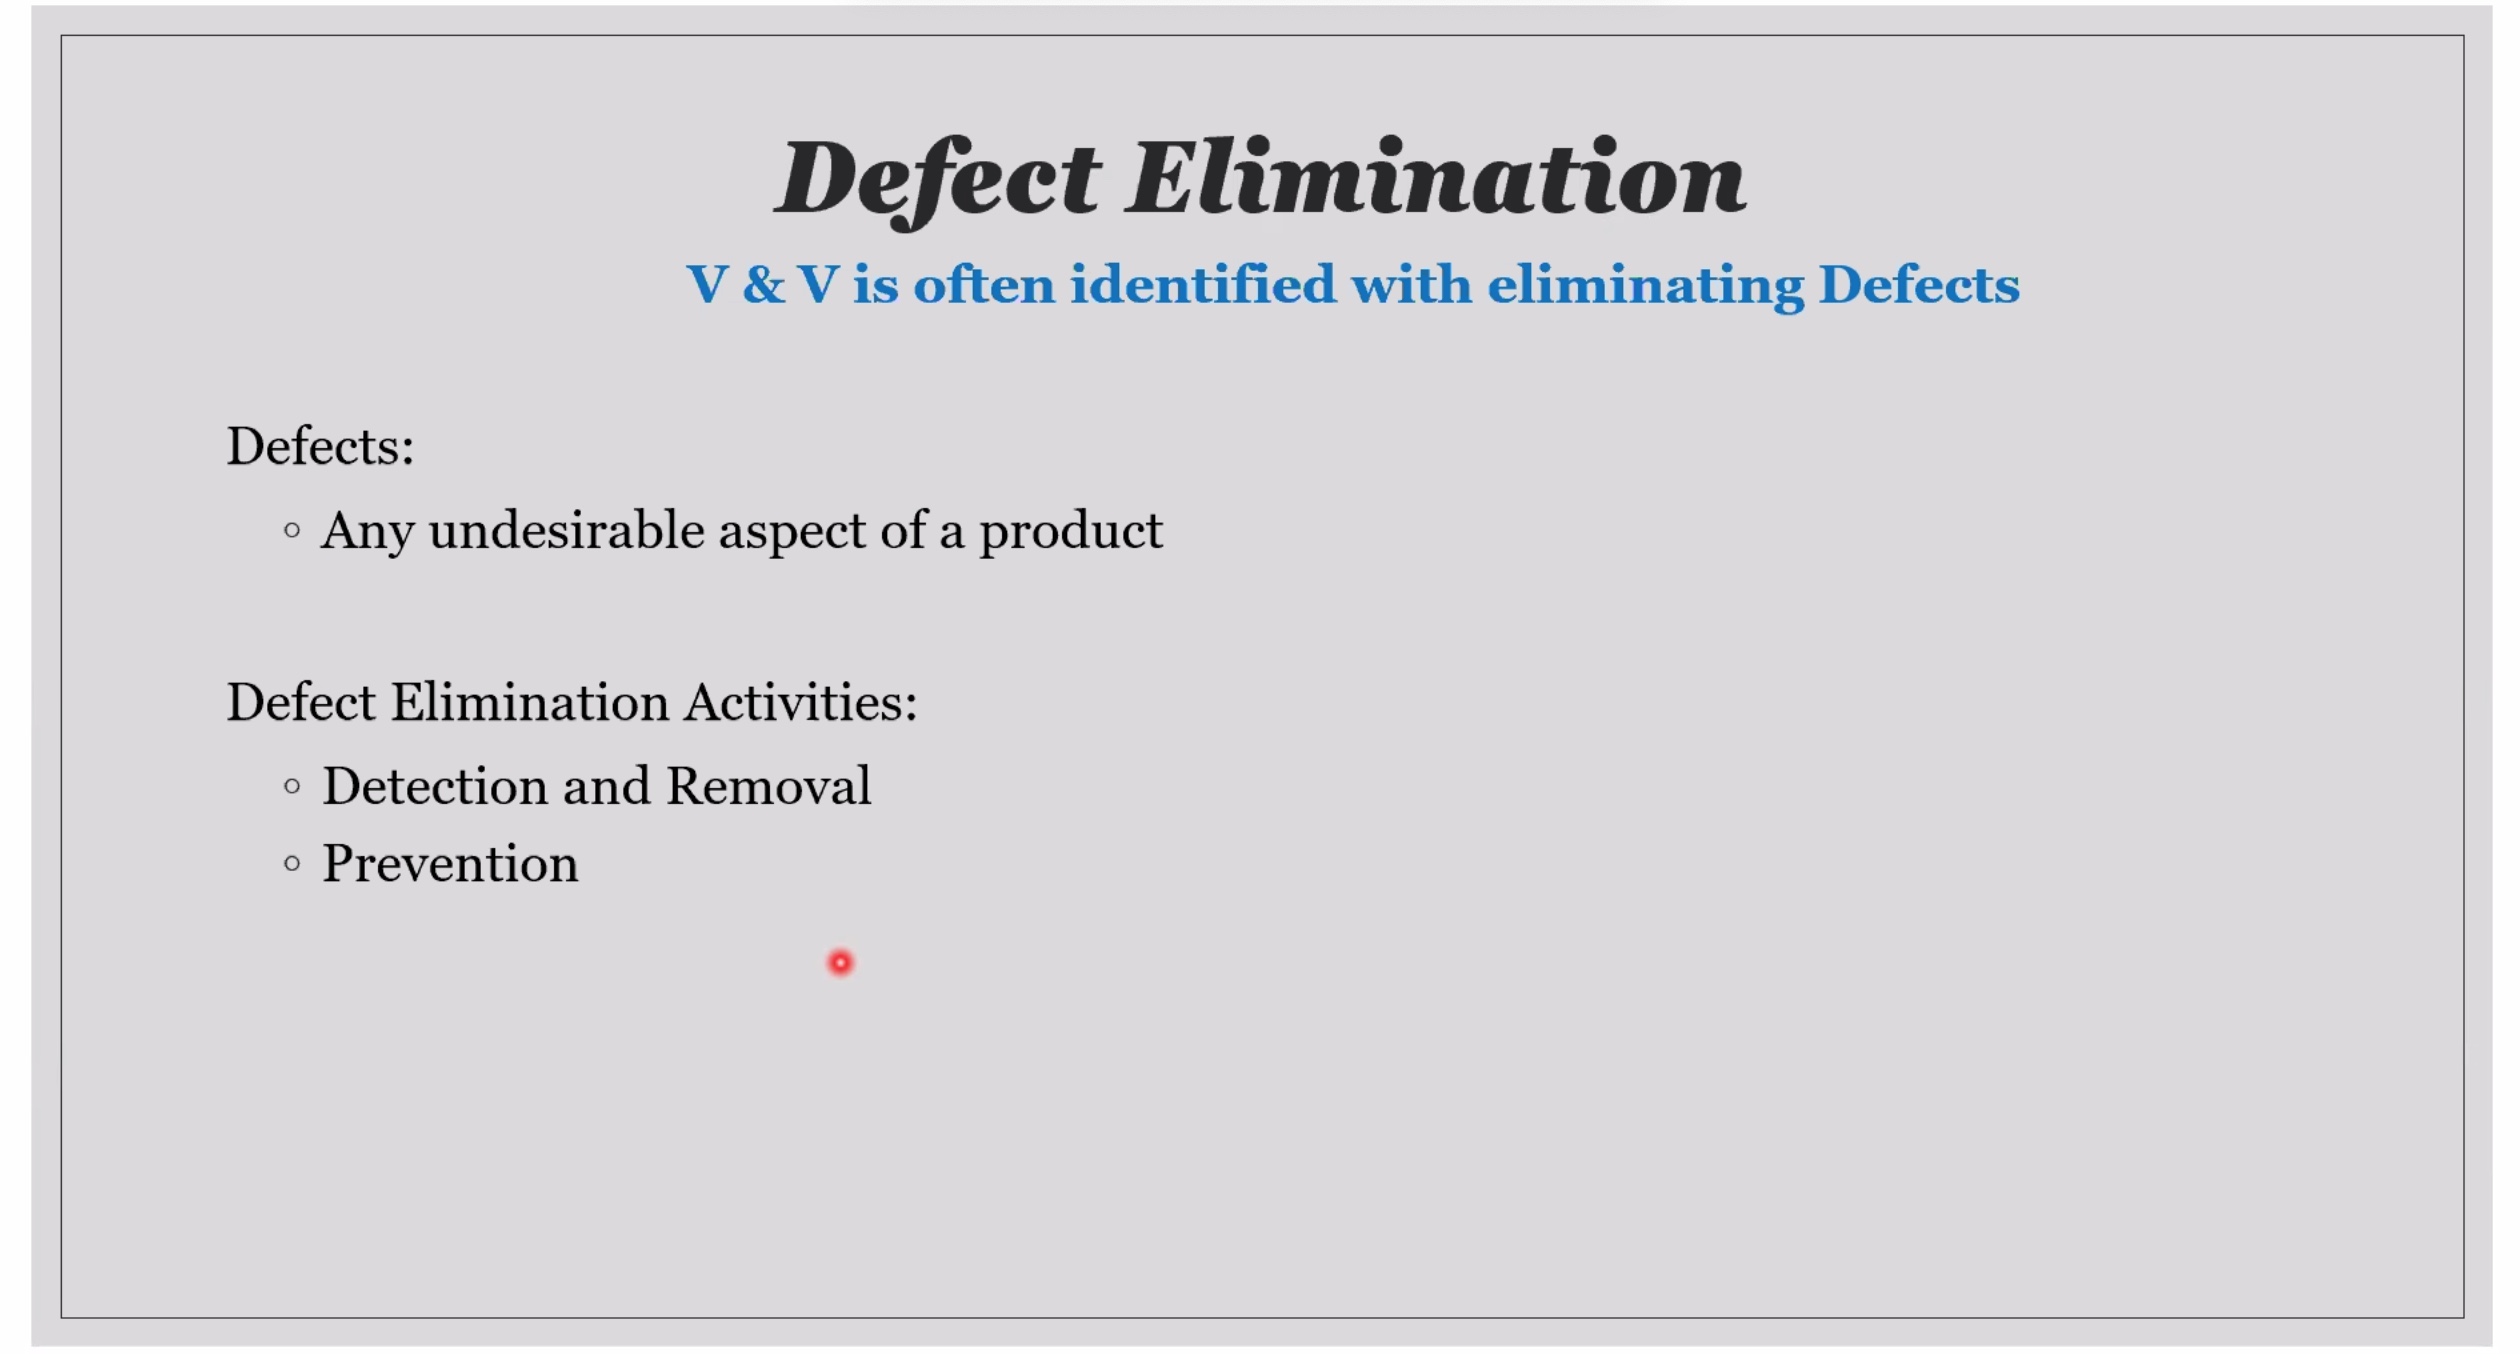 Defect Elimination
V & V is often identified with eliminating Defects
Defects:
◦ Any undesirable aspect of a product
Defect Elimination Activities:
◦ Detection and Removal
◦ Prevention